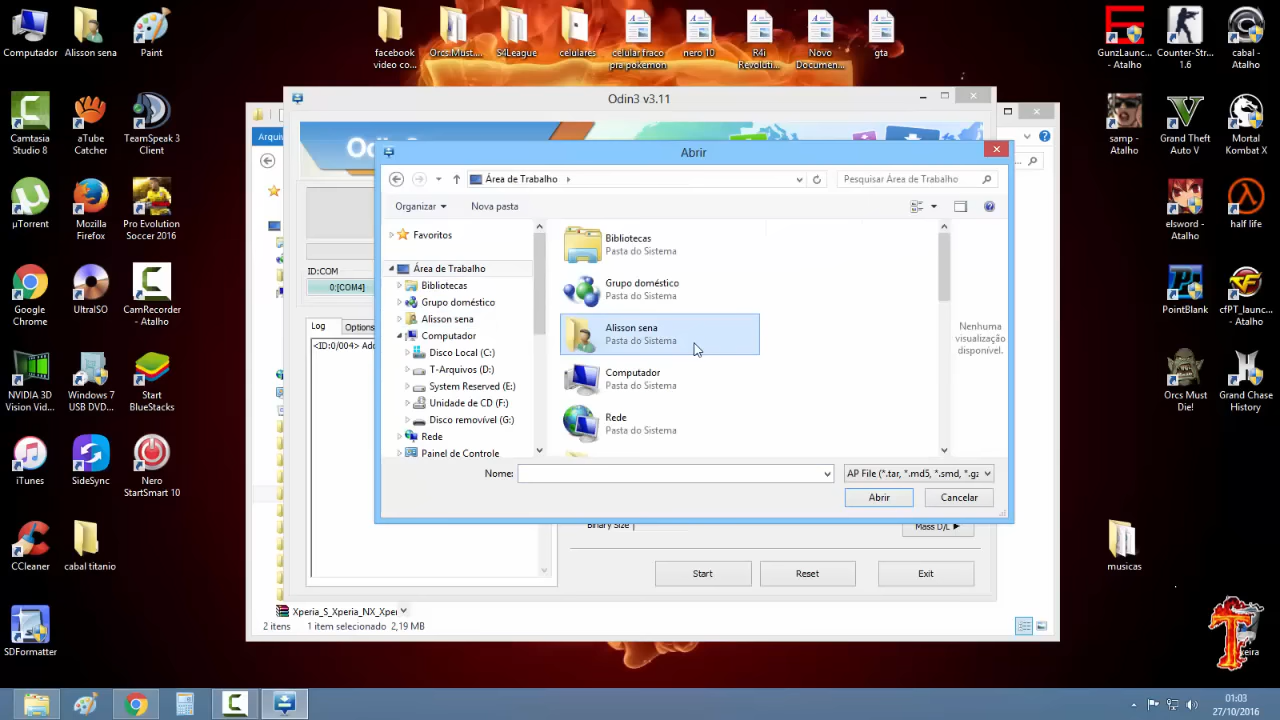 Computador
Alisson sena
Paint
facebook
video co...
Orcs.Must....
S4League
celulares
celular fraco
pra pokemon
nero 10
R4i
Revoluti...
Novo
Documen...
gta
GunzLaunc...
- Atalho
Counter-Str...
1.6
cabal -
Atalho
Odin3 v3.11
Arquiv
Od
Abrir
Área de Trabalho
Pesquisar Área de Trabalho
Organizar
Nova pasta
Camtasia
Studio 8
aTube
Catcher
TeamSpeak 3
Client
samp -
Atalho
Grand Theft
Auto V
Mortal
Kombat X
µTorrent
Mozilla
Firefox
Pro Evolution
Soccer 2016
elsword -
Atalho
half life
Google
Chrome
UltraISO
CamRecorder
- Atalho
PointBlank
cfPT_launc...
- Atalho
ID:COM
0:[COM4]
Log
Options
<ID:0/004> Add
Favoritos
Área de Trabalho
Bibliotecas
Grupo doméstico
Alisson sena
Computador
Disco Local (C:)
T-Arquivos (D:)
System Reserved (E:)
Unidade de CD (F:)
Disco removível (G:)
Rede
Painel de Controle
Bibliotecas
Pasta do Sistema
Grupo doméstico
Pasta do Sistema
Alisson sena
Pasta do Sistema
Computador
Pasta do Sistema
Rede
Pasta do Sistema
Nenhuma
visualização
disponível.
NVIDIA 3D
Vision Vid...
Windows 7
USB DVD...
Start
BlueStacks
Orcs Must
Die!
Grand Chase
History
Nome:
AP File (*.tar, *.md5, *.smd, *.gz
Abrir
Cancelar
iTunes
SideSync
Nero
StartSmart 10
Binary Size
Mass D/L
Start
Reset
Exit
CCleaner
cabal titanio
musicas
Xperia_S_Xperia_NX_Xper
2 itens
1 item selecionado 2,19 MB
SDFormatter
T
xeira
01:03
27/10/2016